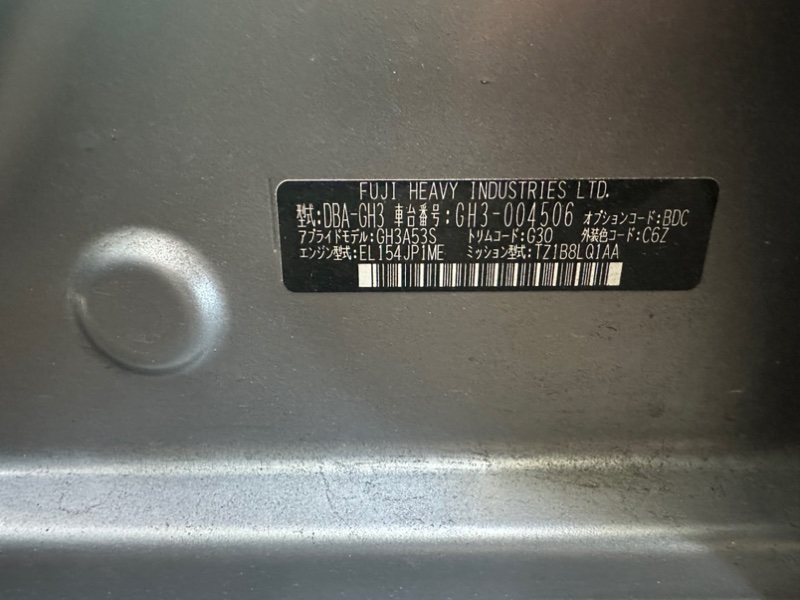 FUJI HEAVY INDUSTRIES LTD.
型式:DBA-GH3 車台番号:GH3-004506 オプションコード:BDC
アプライドモデル:GH3A53S トリムコード:G30 外装色コード:C6Z
エンジン型式:EL154JP1ME ミッション型式:TZ1B8LQ1AA